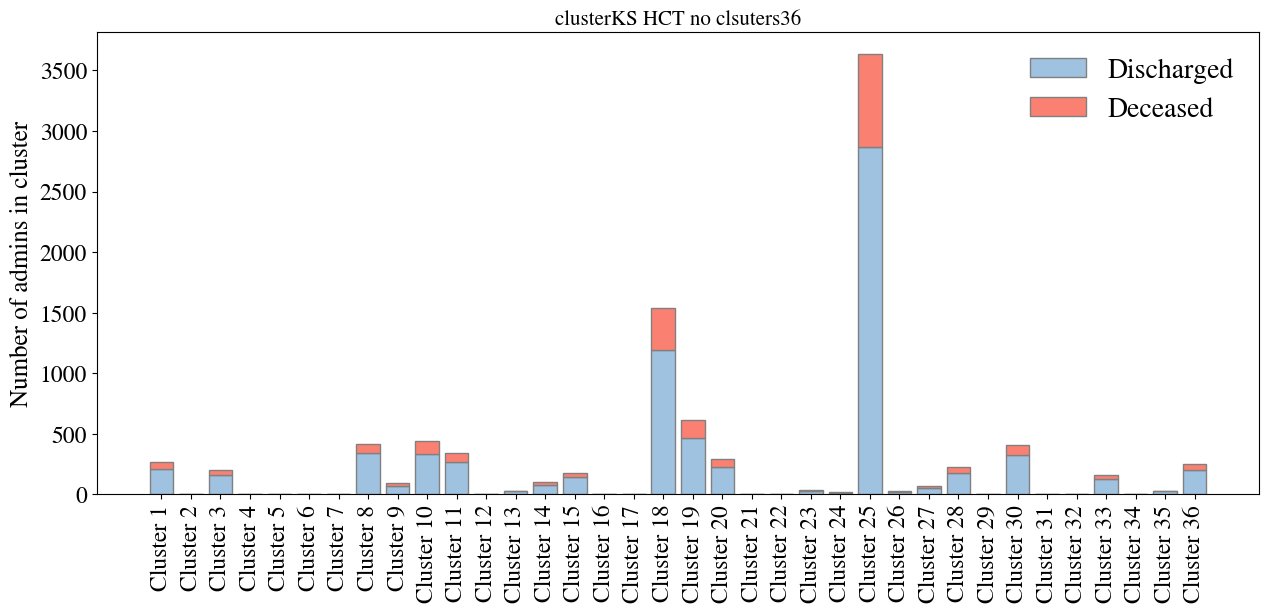 clusterKS HCT no clsuters36
Number of admins in cluster
3500
3000
2500
2000
1500
1000
500
0
Discharged
Deceased
Cluster 1
Cluster 2
Cluster 3
Cluster 4
Cluster 5
Cluster 6
Cluster 7
Cluster 8
Cluster 9
Cluster 10
Cluster 11
Cluster 12
Cluster 13
Cluster 14
Cluster 15
Cluster 16
Cluster 17
Cluster 18
Cluster 19
Cluster 20
Cluster 21
Cluster 22
Cluster 23
Cluster 24
Cluster 25
Cluster 26
Cluster 27
Cluster 28
Cluster 29
Cluster 30
Cluster 31
Cluster 32
Cluster 33
Cluster 34
Cluster 35
Cluster 36